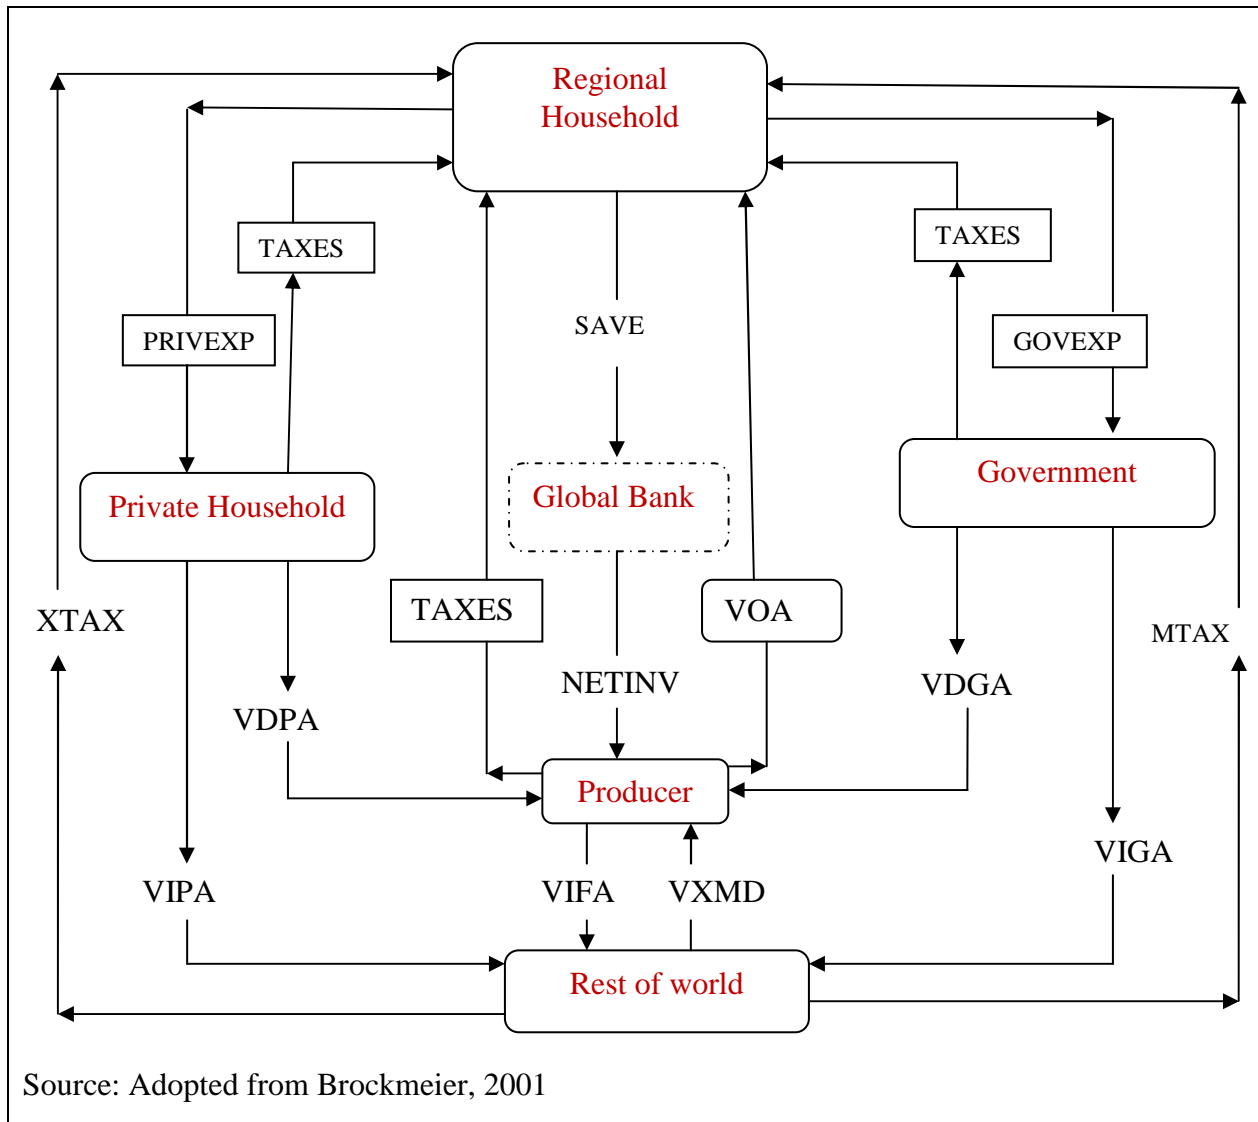 Regional
Household
TAXES
TAXES
PRIVEXP
SAVE
GOVEXP
Private Household
Global Bank
Government
XTAX
TAXES
VOA
MTAX
VDPA
NETINV
VDGA
Producer
VIPA
VIFA
VXMD
VIGA
Rest of world
Source: Adopted from Brockmeier, 2001